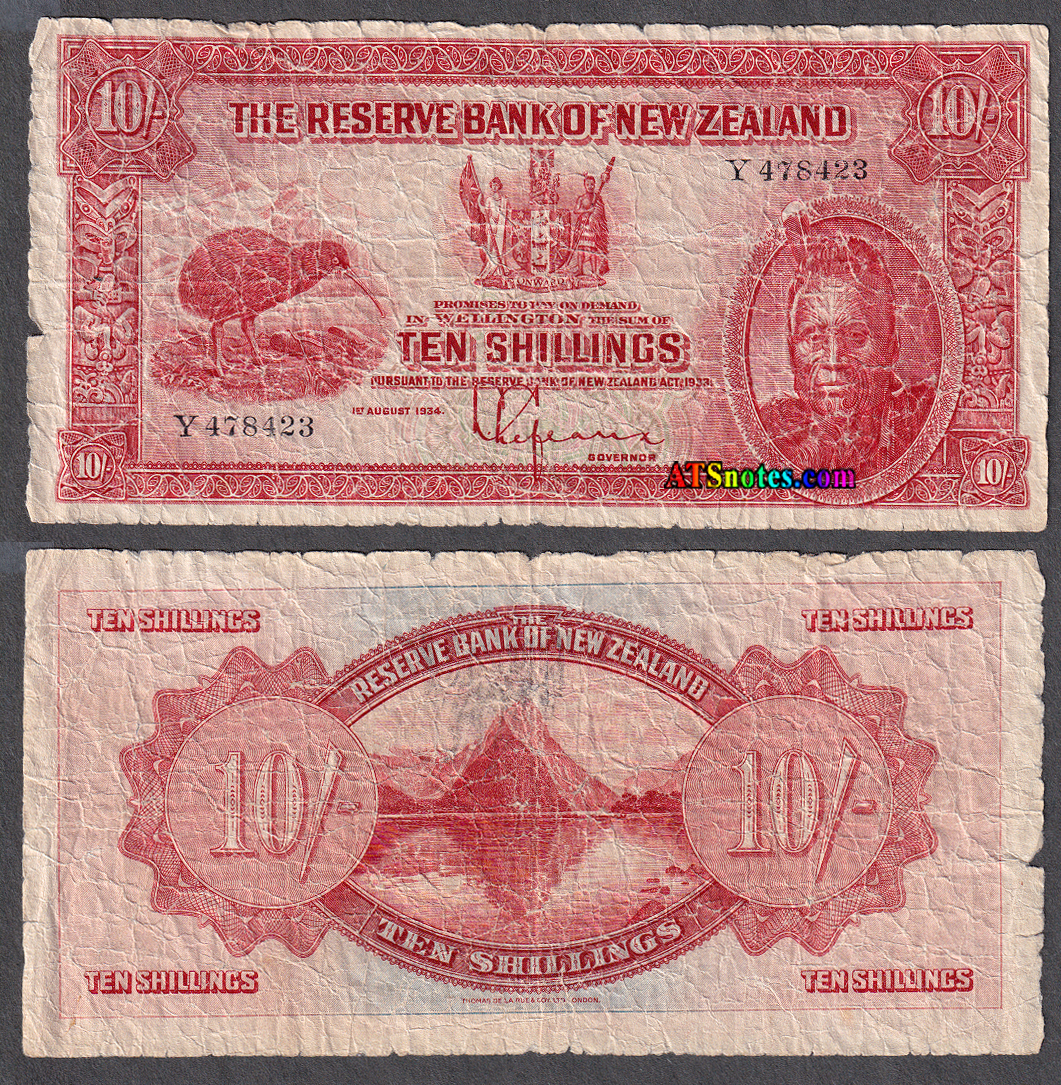 10/-
10/-
THE RESERVE BANK OF NEW ZEALAND
Y 478423
ONWARD
PROMISES TO PAY ON DEMAND
IN WELLINGTON THE SUM OF
TEN SHILLINGS
PURSUANT TO THE RESERVE BANK OF NEW ZEALAND ACT, 1933.
1ST AUGUST 1934.
Y 478423
GOVERNOR
10/-
10/-
ATSnotes.com
TEN SHILLINGS
TEN SHILLINGS
THE
RESERVE BANK OF NEW ZEALAND
10/-
10/-
TEN SHILLINGS
TEN SHILLINGS
TEN SHILLINGS
THOMAS DE LA RUE & COY. LTD. LONDON.